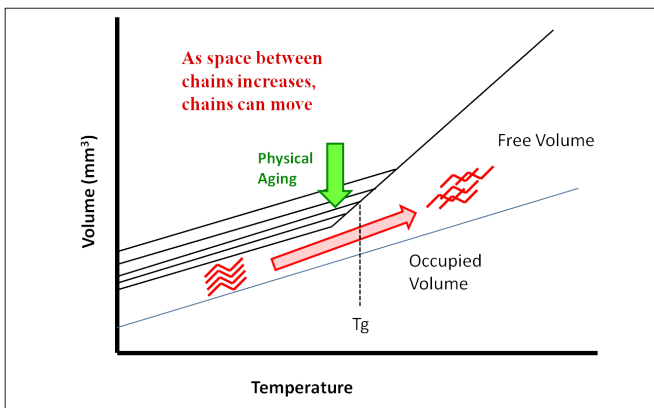 As space between
chains increases,
chains can move
Physical
Aging
Free Volume
Volume (mm³)
Occupied
Volume
Tg
Temperature